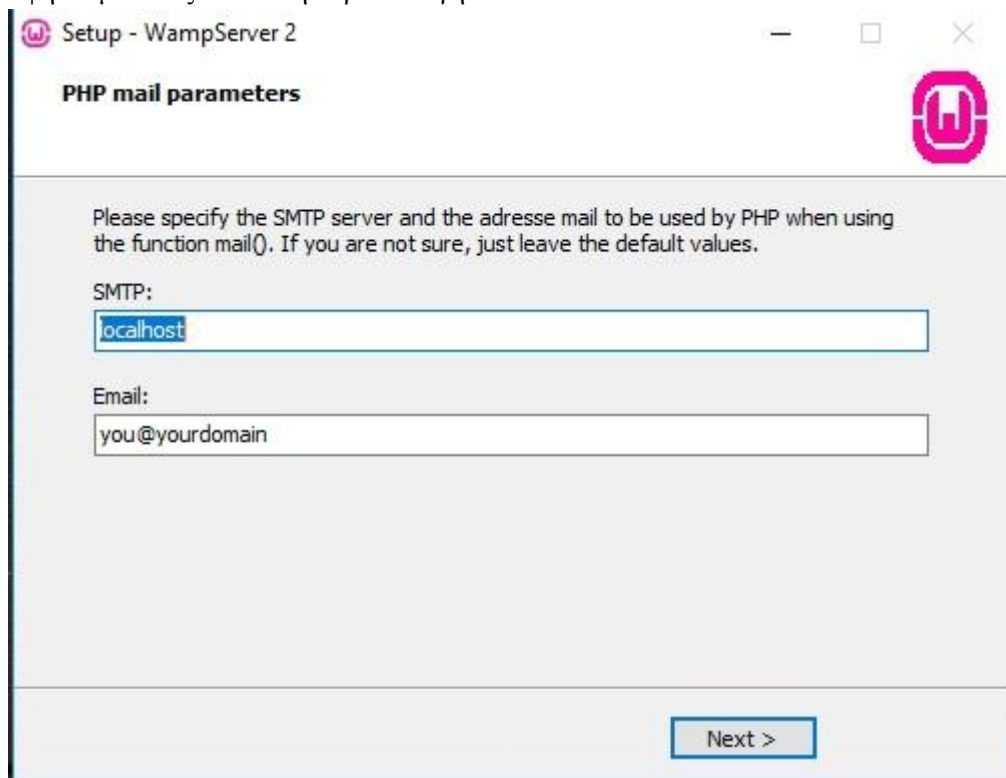 Setup - WampServer 2
PHP mail parameters
Please specify the SMTP server and the adresse mail to be used by PHP when using
the function mail(). If you are not sure, just leave the default values.
SMTP:
localhost
Email:
you@yourdomain
Next >